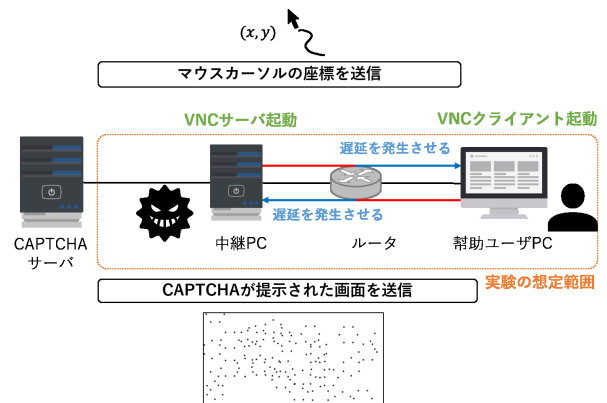 (x, y)
マウスカーソルの座標を送信
VNCサーバ起動
VNCクライアント起動
遅延を発生させる
遅延を発生させる
CAPTCHA
サーバ
中継PC
ルータ
幇助ユーザPC
実験の想定範囲
CAPTCHAが提示された画面を送信